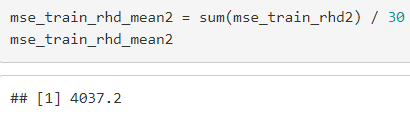 mse_train_rhd_mean2 = sum(mse_train_rhd2) / 30
mse_train_rhd_mean2
## [1] 4037.2